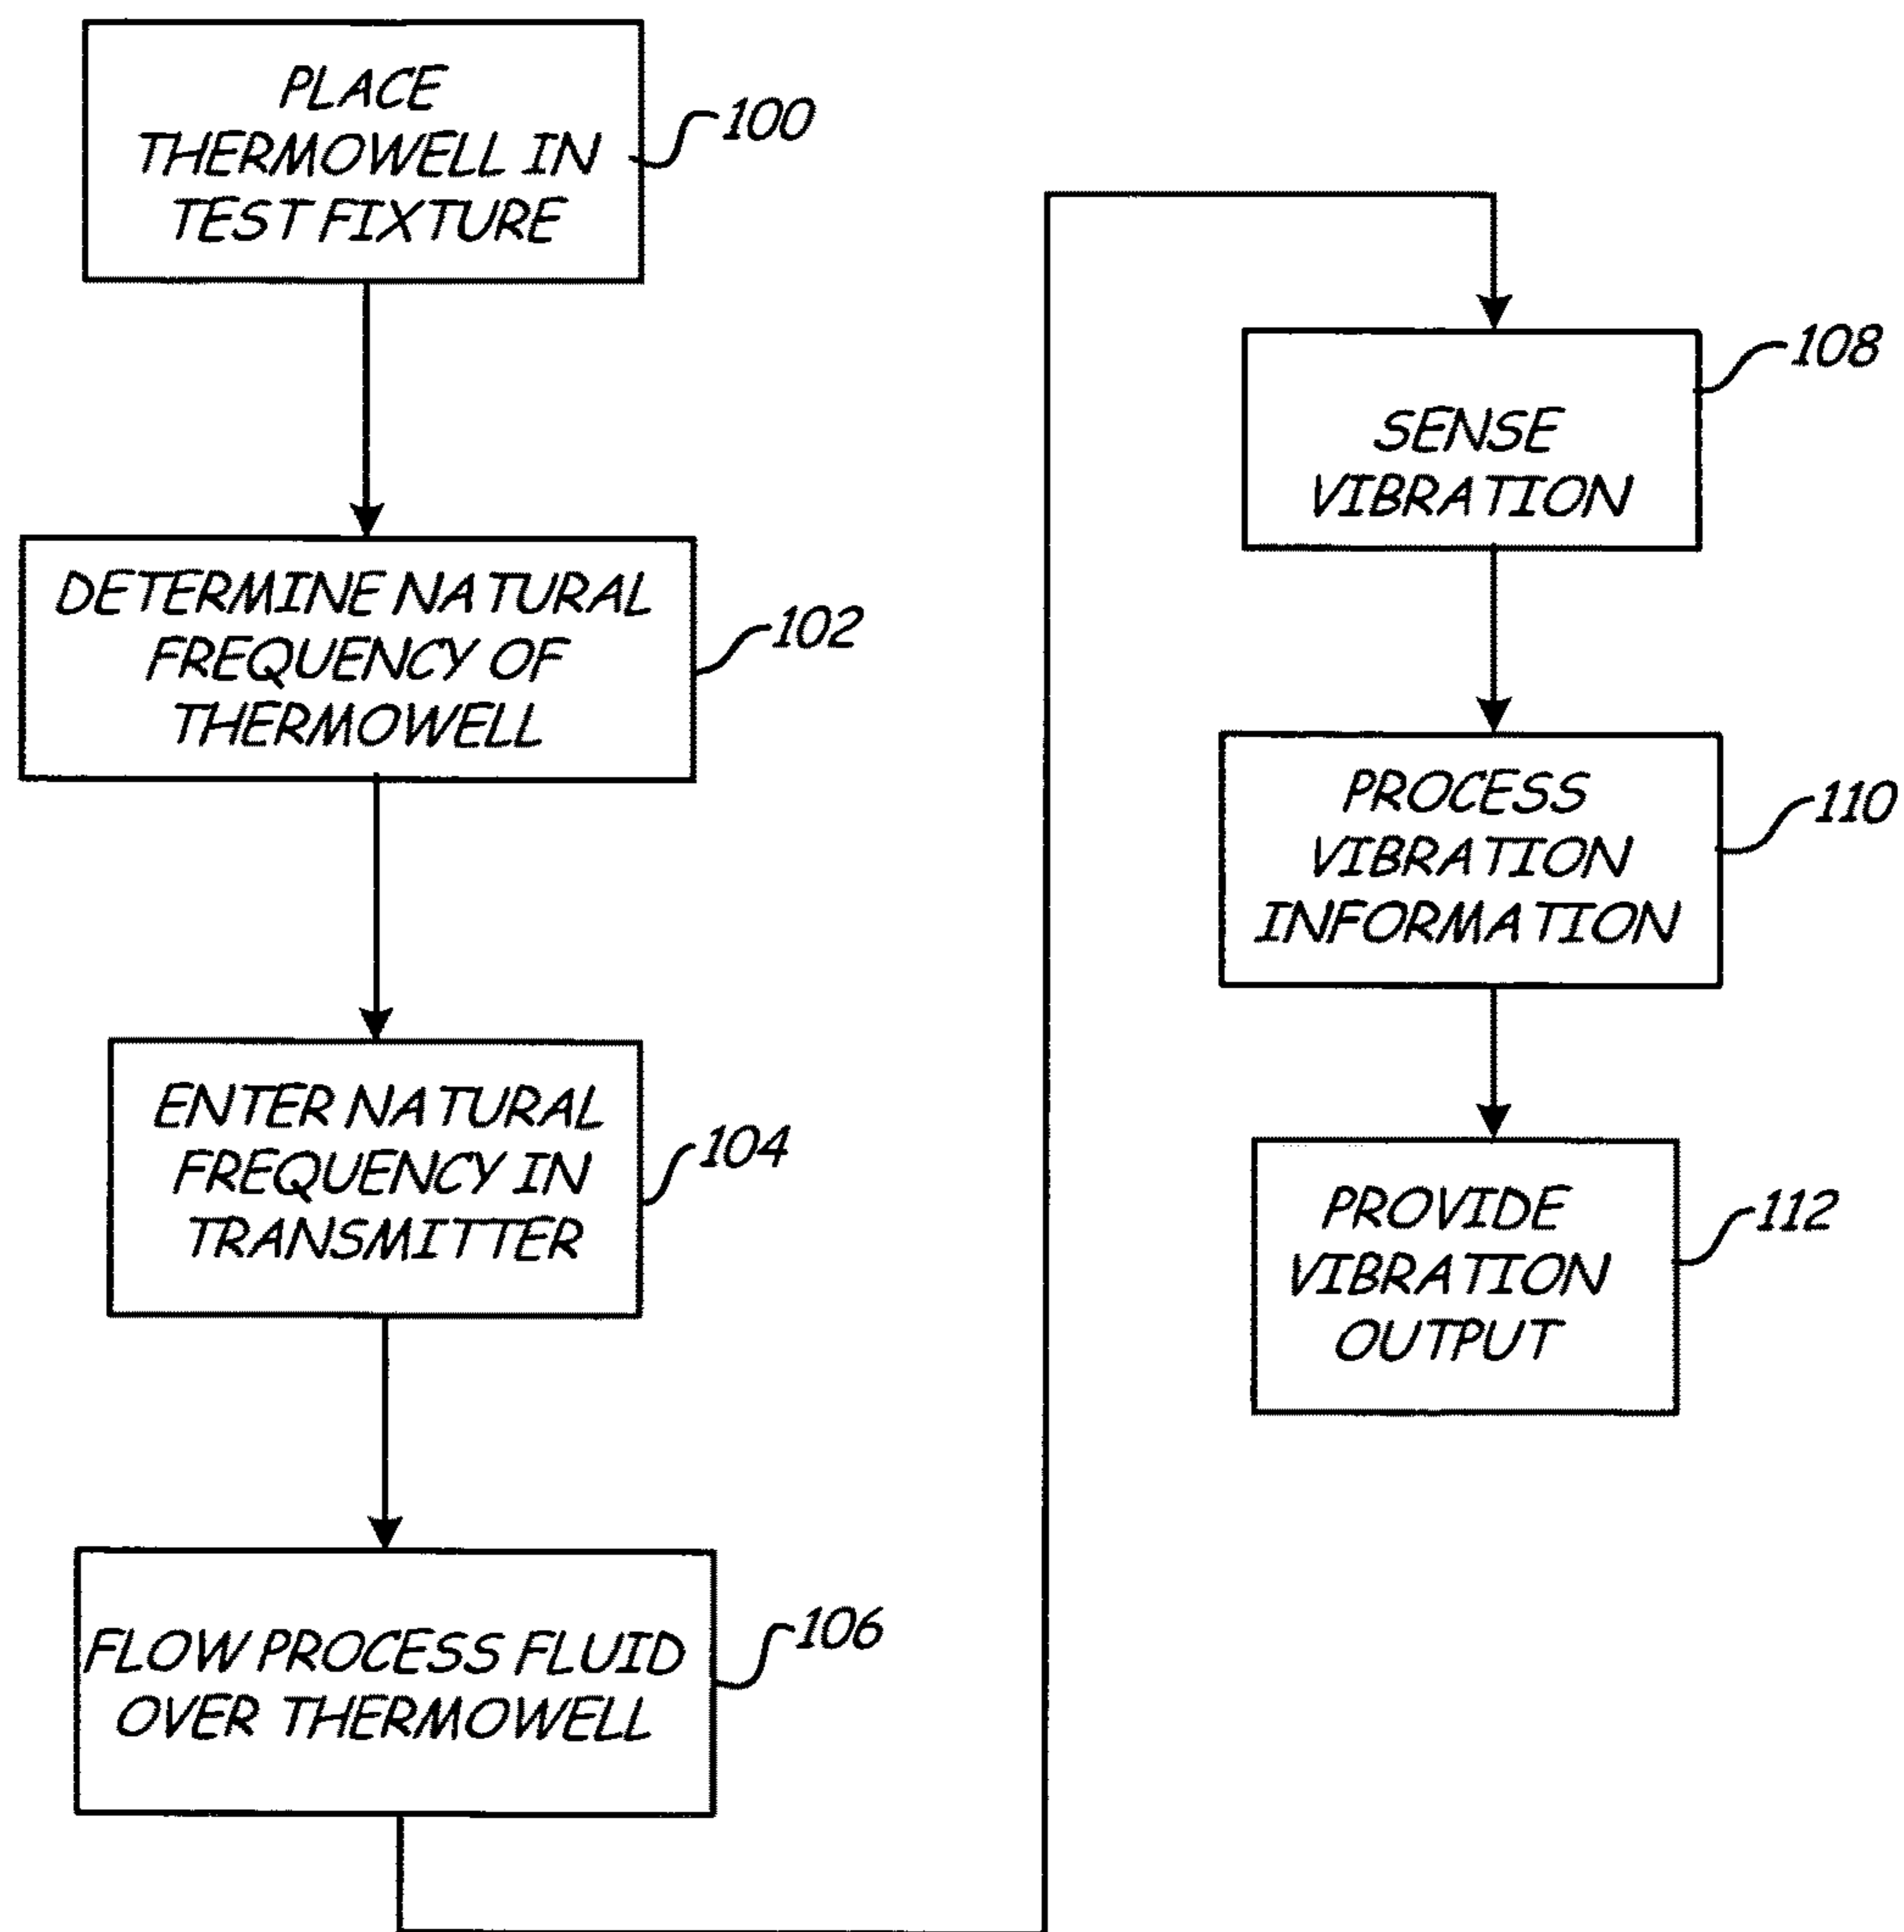 PLACE
THERMOWELL IN
TEST FIXTURE
100
DETERMINE NATURAL
FREQUENCY OF
THERMOWELL
102
ENTER NATURAL
FREQUENCY IN
TRANSMITTER
104
FLOW PROCESS FLUID
OVER THERMOWELL
106
SENSE
VIBRATION
108
PROCESS
VIBRATION
INFORMATION
110
PROVIDE
VIBRATION
OUTPUT
112